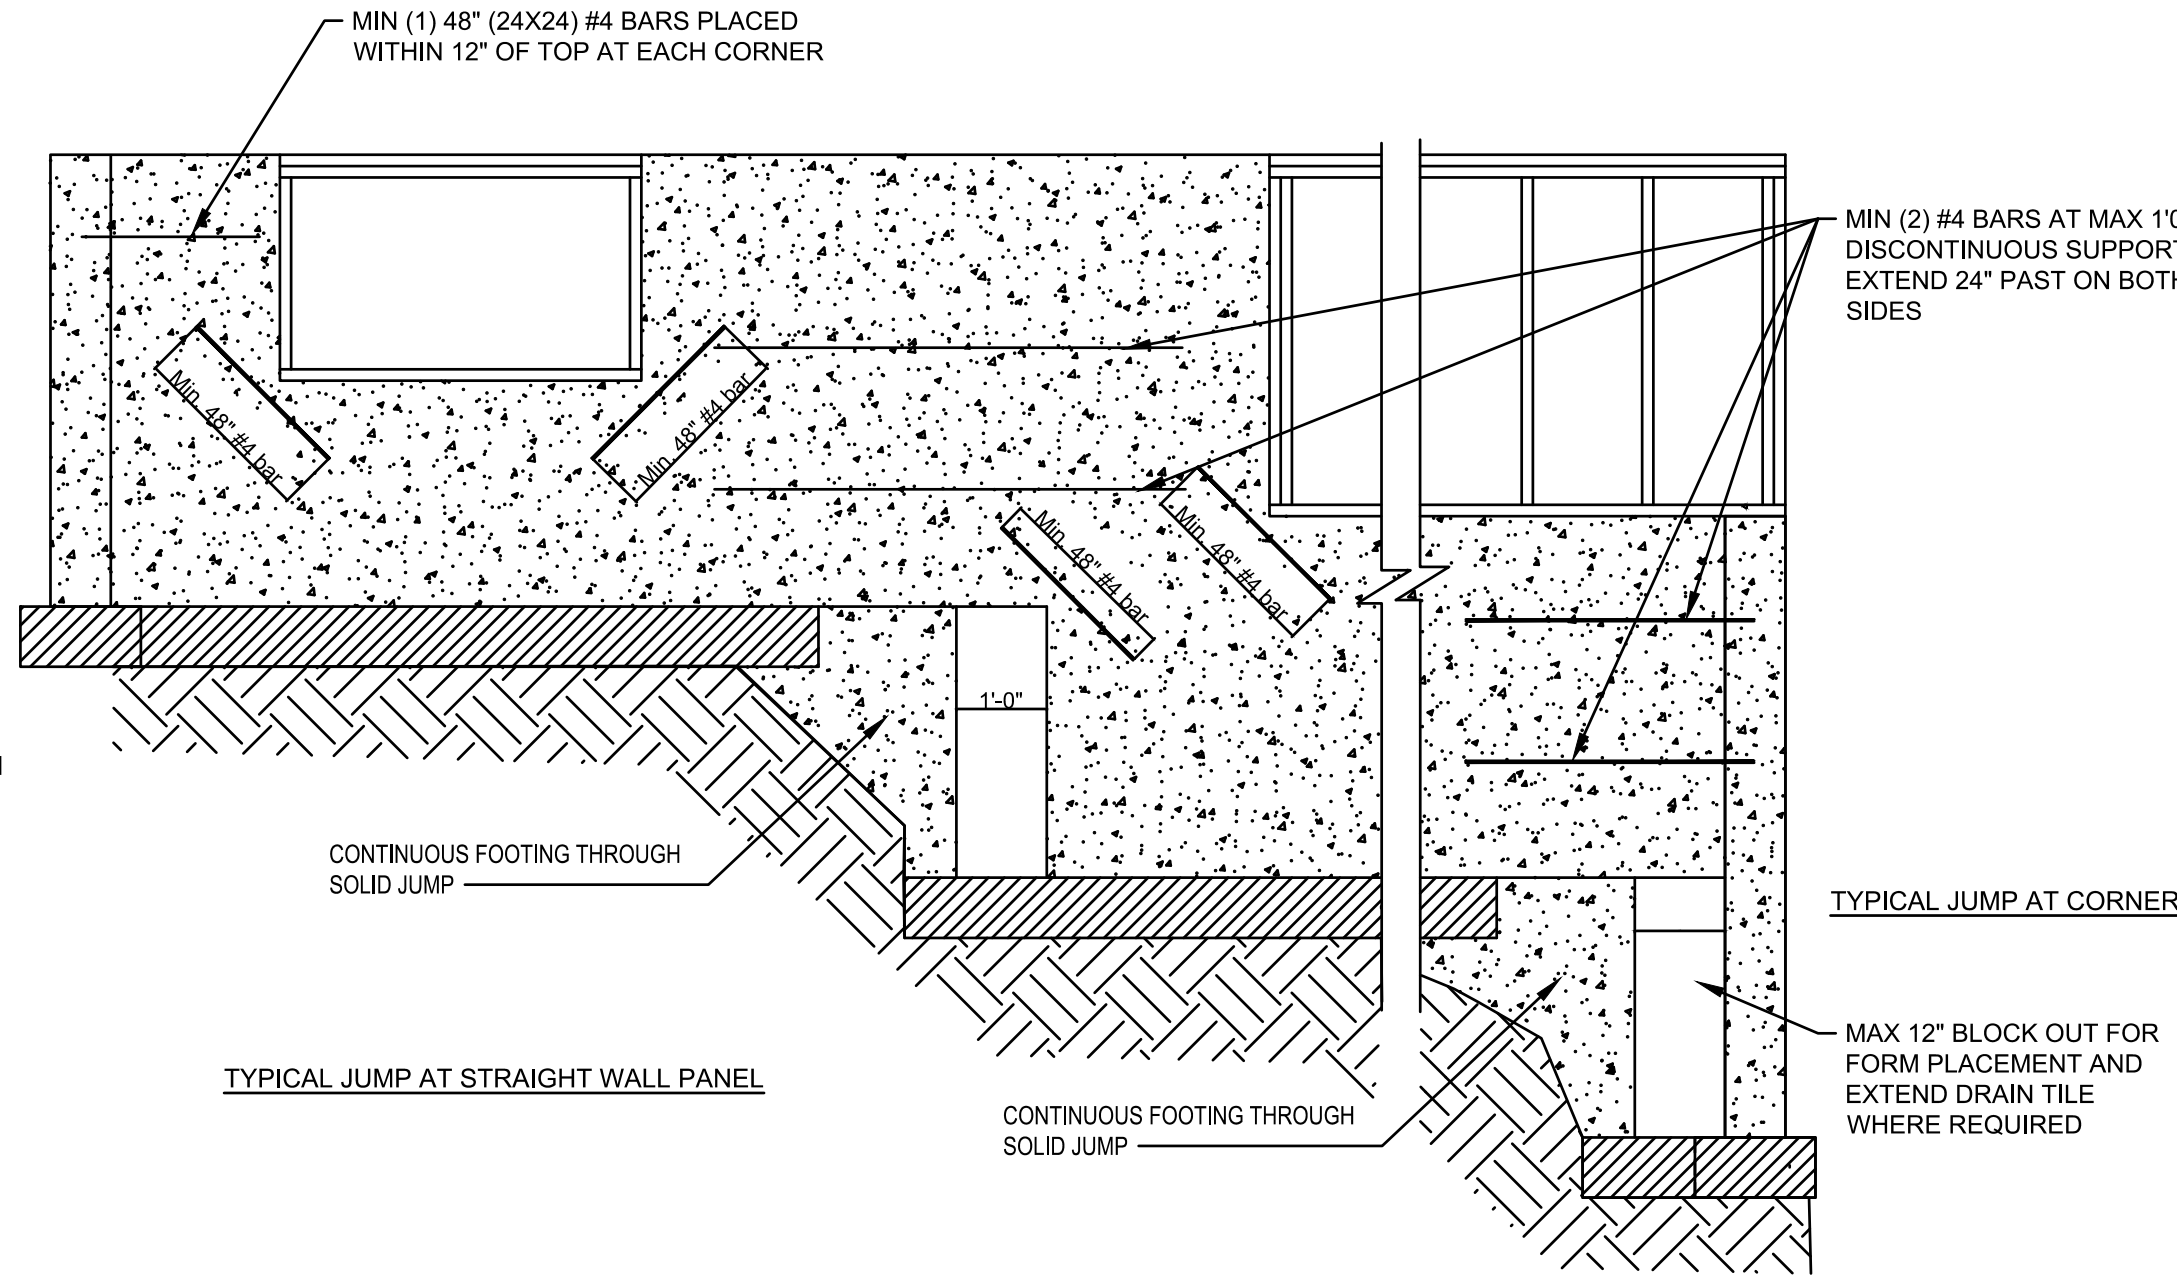 MIN (1) 48" (24X24) #4 BARS PLACED
WITHIN 12" OF TOP AT EACH CORNER
MIN (2) #4 BARS AT MAX 1'0
DISCONTINUOUS SUPPORT
EXTEND 24" PAST ON BOTH
SIDES
Min. 48" #4 bar
Min. 48" #4 bar
Min. 48" #4 bar
Min. 48" #4 bar
1'-0"
CONTINUOUS FOOTING THROUGH
SOLID JUMP
TYPICAL JUMP AT CORNER
TYPICAL JUMP AT STRAIGHT WALL PANEL
CONTINUOUS FOOTING THROUGH
SOLID JUMP
MAX 12" BLOCK OUT FOR
FORM PLACEMENT AND
EXTEND DRAIN TILE
WHERE REQUIRED